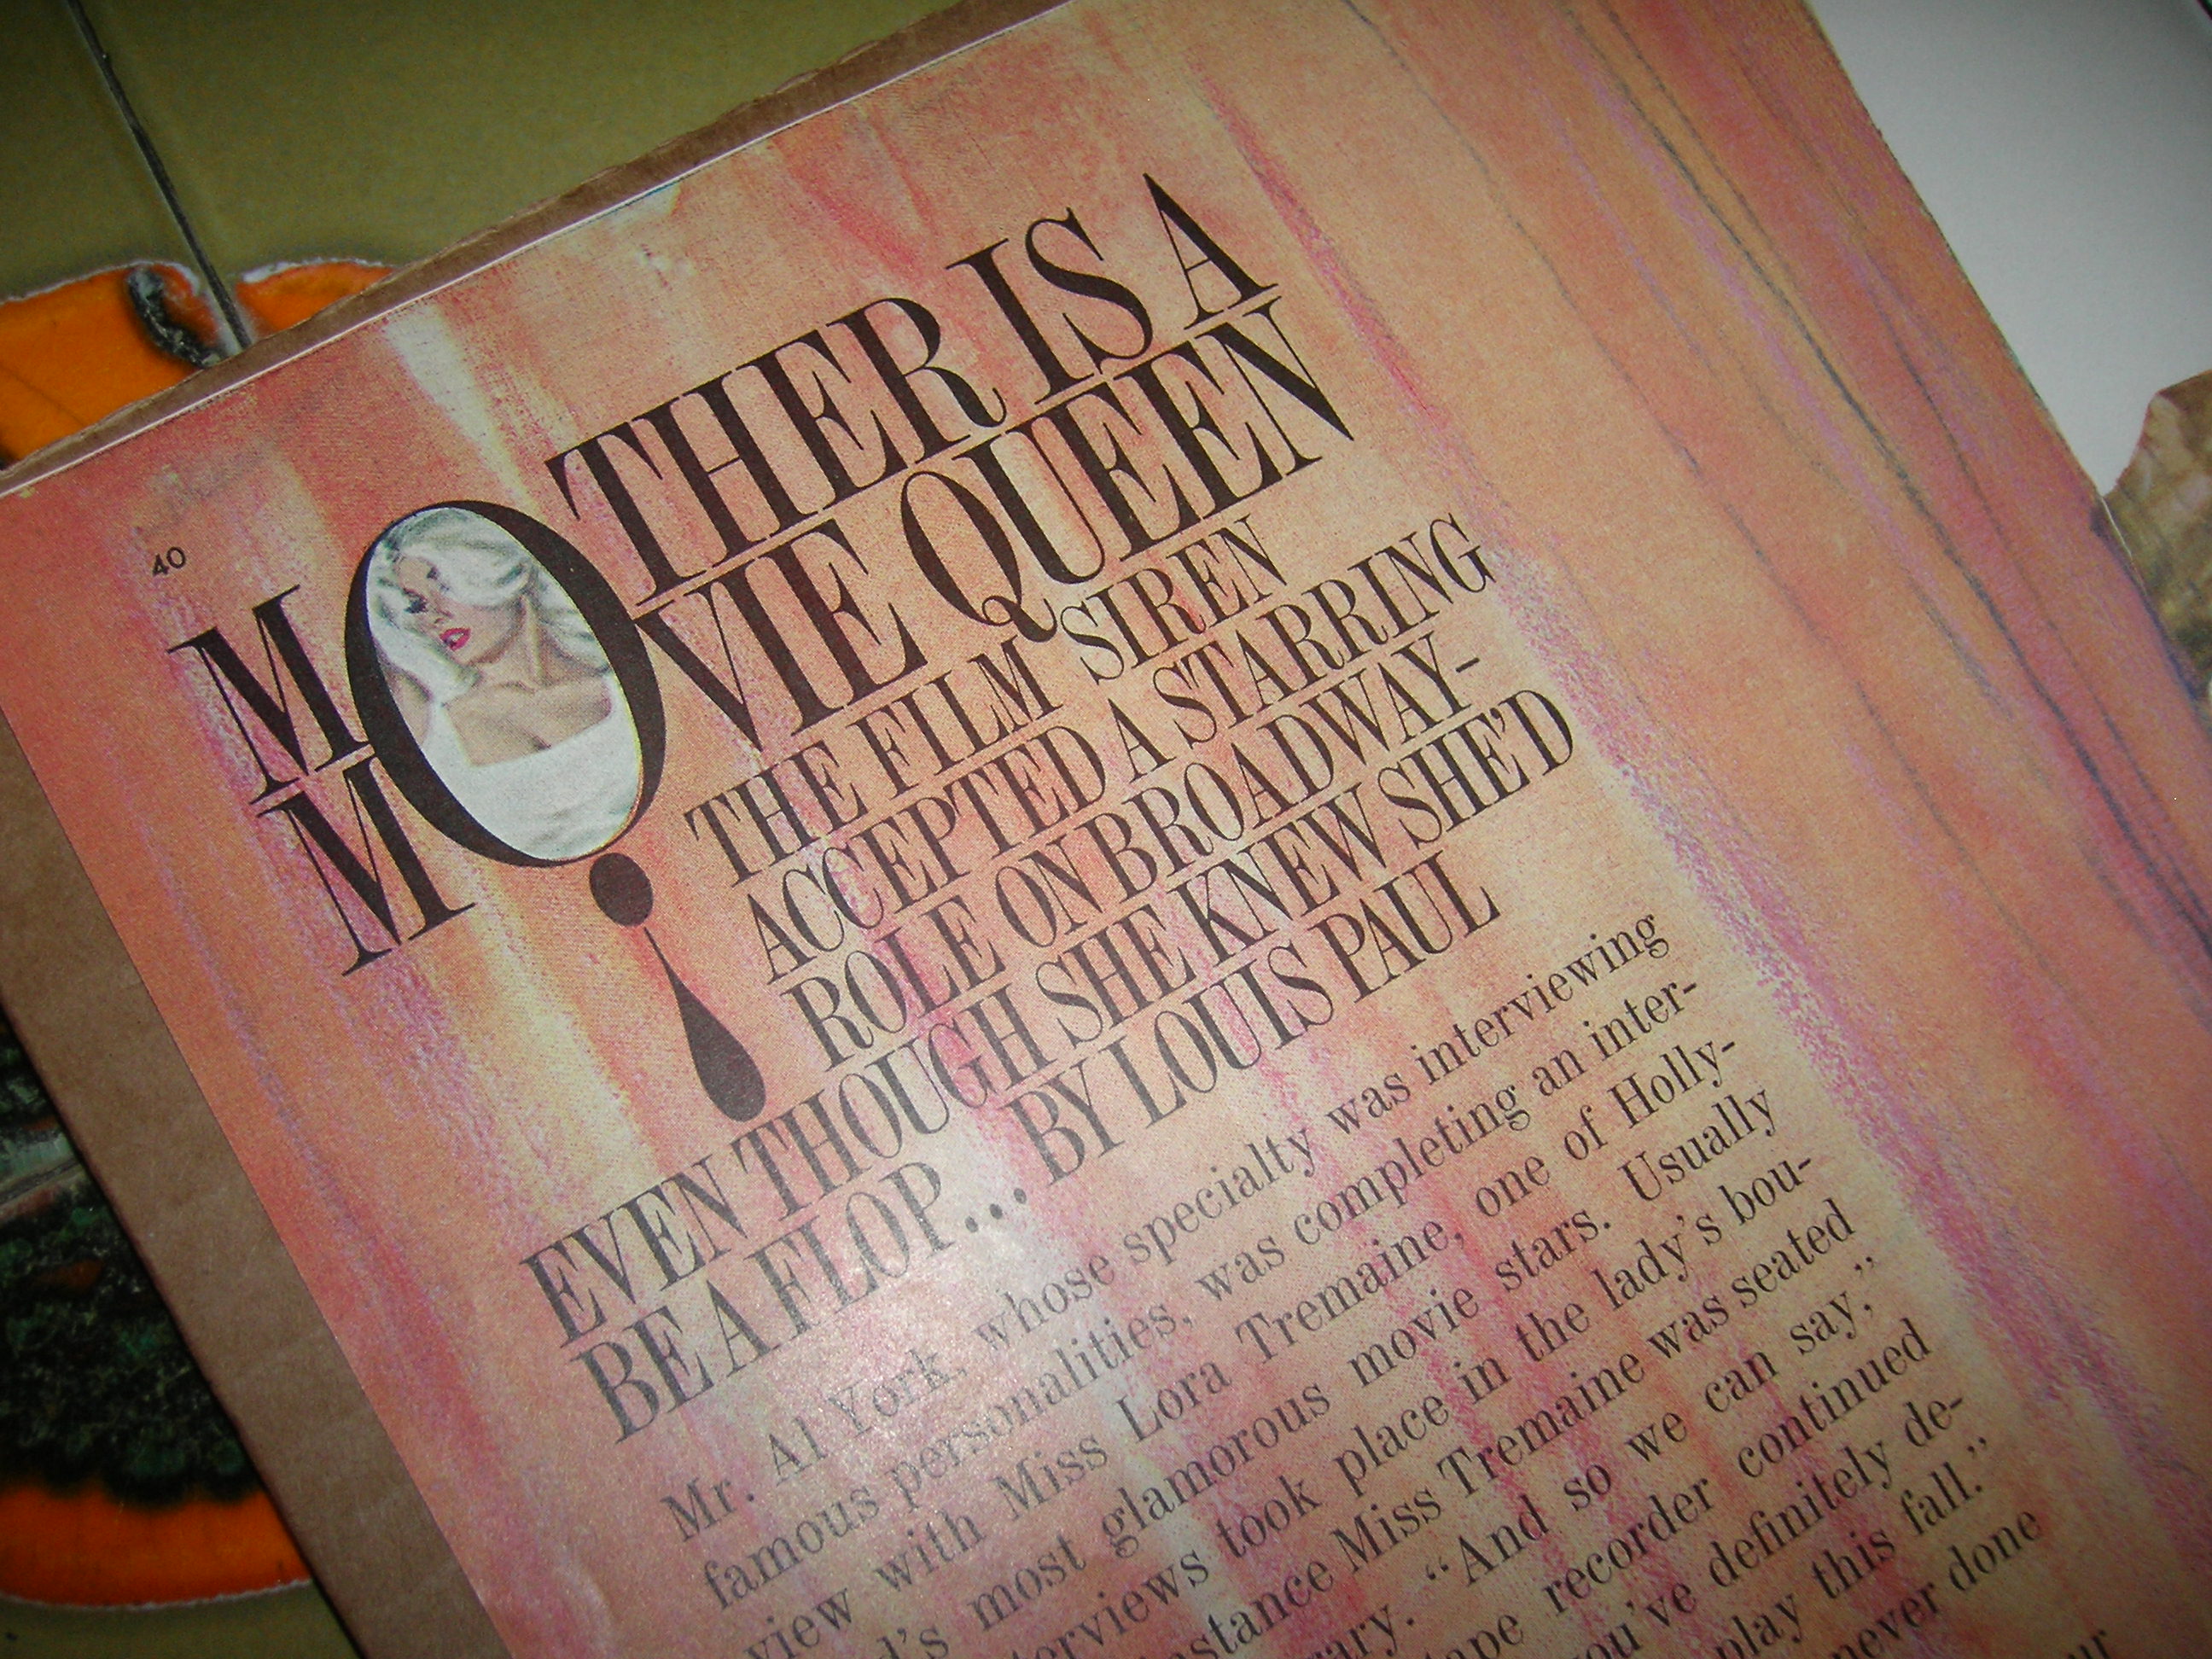 40
MOTHER IS A
MOVIE QUEEN
THE FILM SIREN
ACCEPTED A STARRING
ROLE ON BROADWAY-
EVEN THOUGH SHE KNEW SHE'D
BE A FLOP... BY LOUIS PAUL
Mr. Al York, whose specialty was interviewing
famous personalities, was completing an inter-
view with Miss Lora Tremaine, one of Holly-
most glamorous movie stars. Usually
took place in the lady's bou-
Miss Tremaine was seated
“And so we can say,”
recorder continued
you've definitely de-
play this fall.”
never done